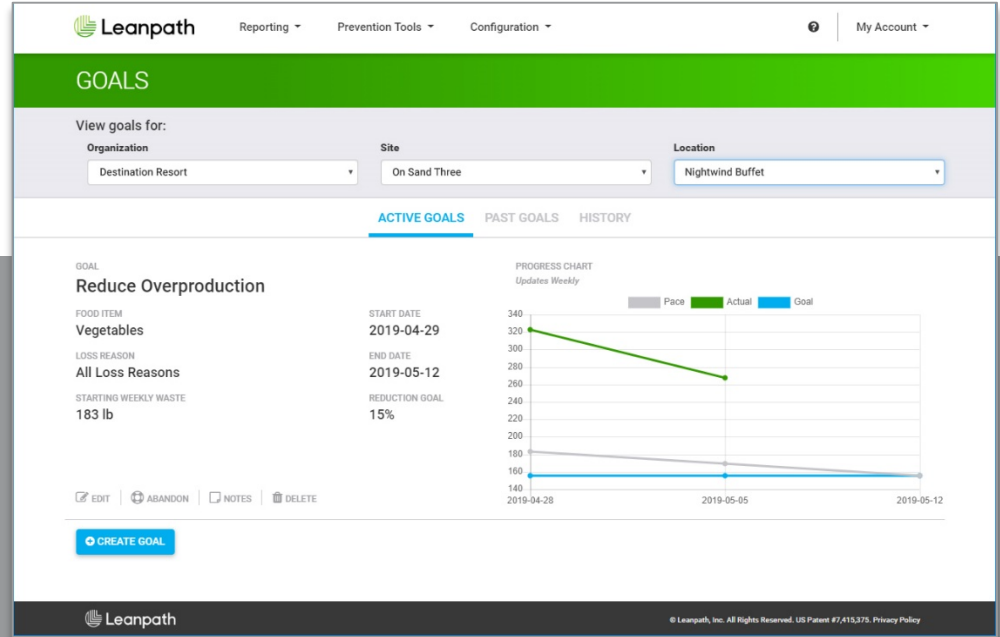 Leanpath
Reporting
Prevention Tools
Configuration
My Account
GOALS
View goals for:
Organization
Site
Location
Destination Resort
On Sand Three
Nightwind Buffet
ACTIVE GOALS
PAST GOALS
HISTORY
GOAL
Reduce Overproduction
FOOD ITEM
Vegetables
START DATE
2019-04-29
LOSS REASON
All Loss Reasons
END DATE
2019-05-12
STARTING WEEKLY WASTE
183 lb
REDUCTION GOAL
15%
EDIT
ABANDON
NOTES
DELETE
PROGRESS CHART
Updates Weekly
Pace
Actual
Goal
340
320
300
280
260
240
220
200
180
160
140
2019-04-28
2019-05-05
2019-05-12
CREATE GOAL
Leanpath
© Leanpath, Inc. All Rights Reserved. US Patent #7,415,375. Privacy Policy